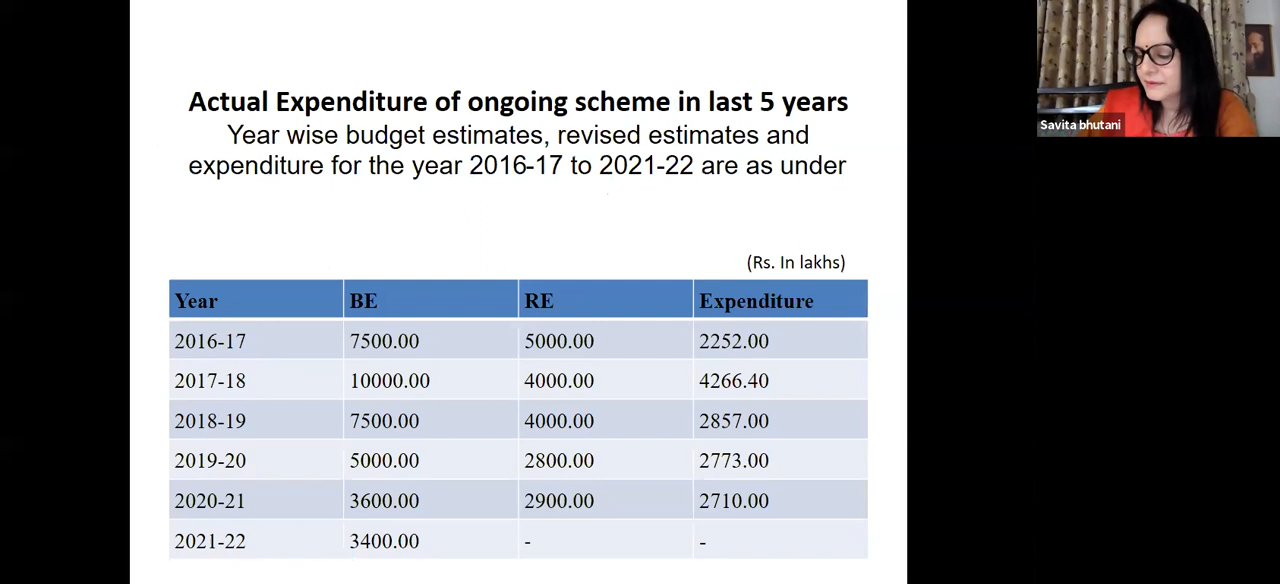 Actual Expenditure of ongoing scheme in last 5 years
Year wise budget estimates, revised estimates and
expenditure for the year 2016-17 to 2021-22 are as under
(Rs. In lakhs)
Year BE RE Expenditure
2016-17 7500.00 5000.00 2252.00
2017-18 10000.00 4000.00 4266.40
2018-19 7500.00 4000.00 2857.00
2019-20 5000.00 2800.00 2773.00
2020-21 3600.00 2900.00 2710.00
2021-22 3400.00 - -
Savita bhutani